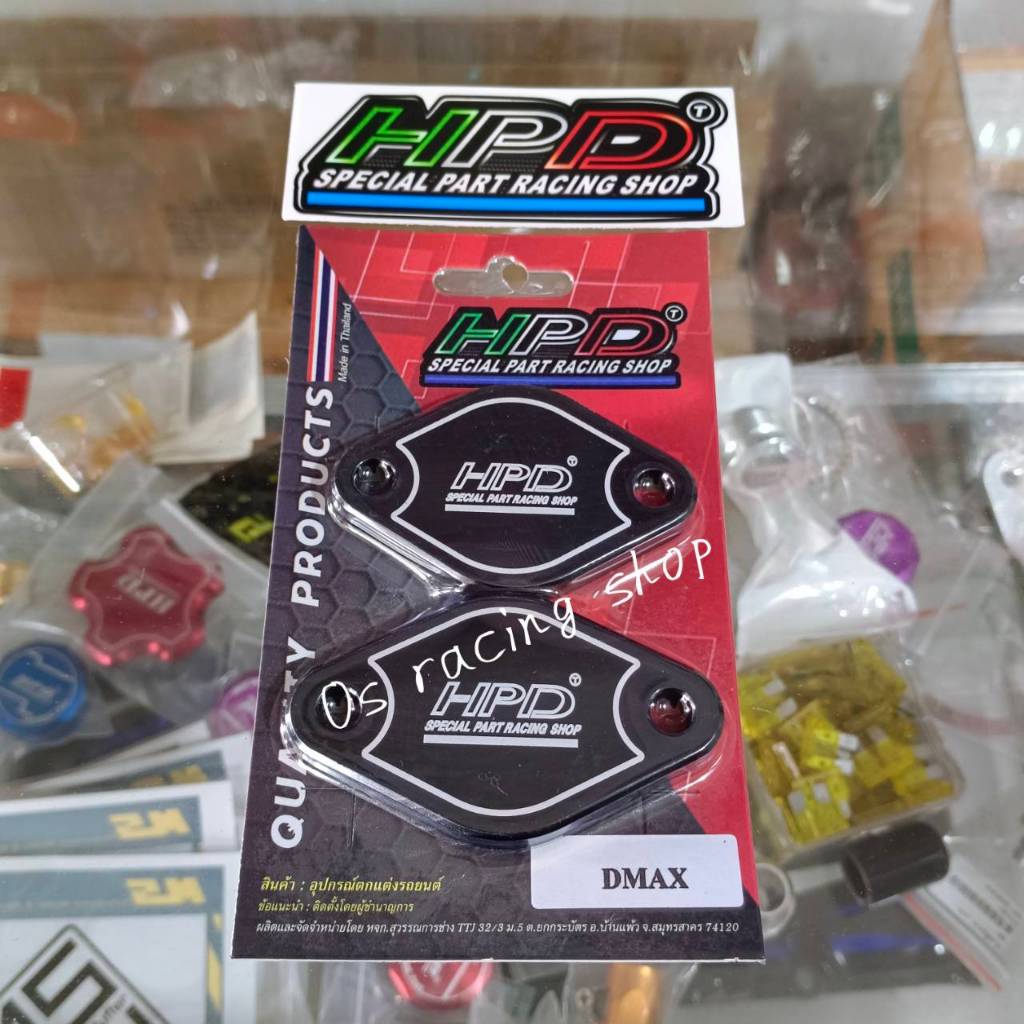 HPD T
SPECIAL PART RACING SHOP
Made in Thailand
HPD T
SPECIAL PART RACING SHOP
QUALITY PRODUCTS
HPD T
SPECIAL PART RACING SHOP
Os racing shop
HPD T
SPECIAL PART RACING SHOP
DMAX
สินค้า : อุปกรณ์ตกแต่งรถยนต์
ข้อแนะนำ : ติดตั้งโดยผู้ชำนาญการ
ผลิตและจัดจำหน่ายโดย หจก.สุวรรณการช่าง TTJ 32/3 ม.5 ต.ยกกระบัตร อ.บ้านแพ้ว จ.สมุทรสาคร 74120
HPD